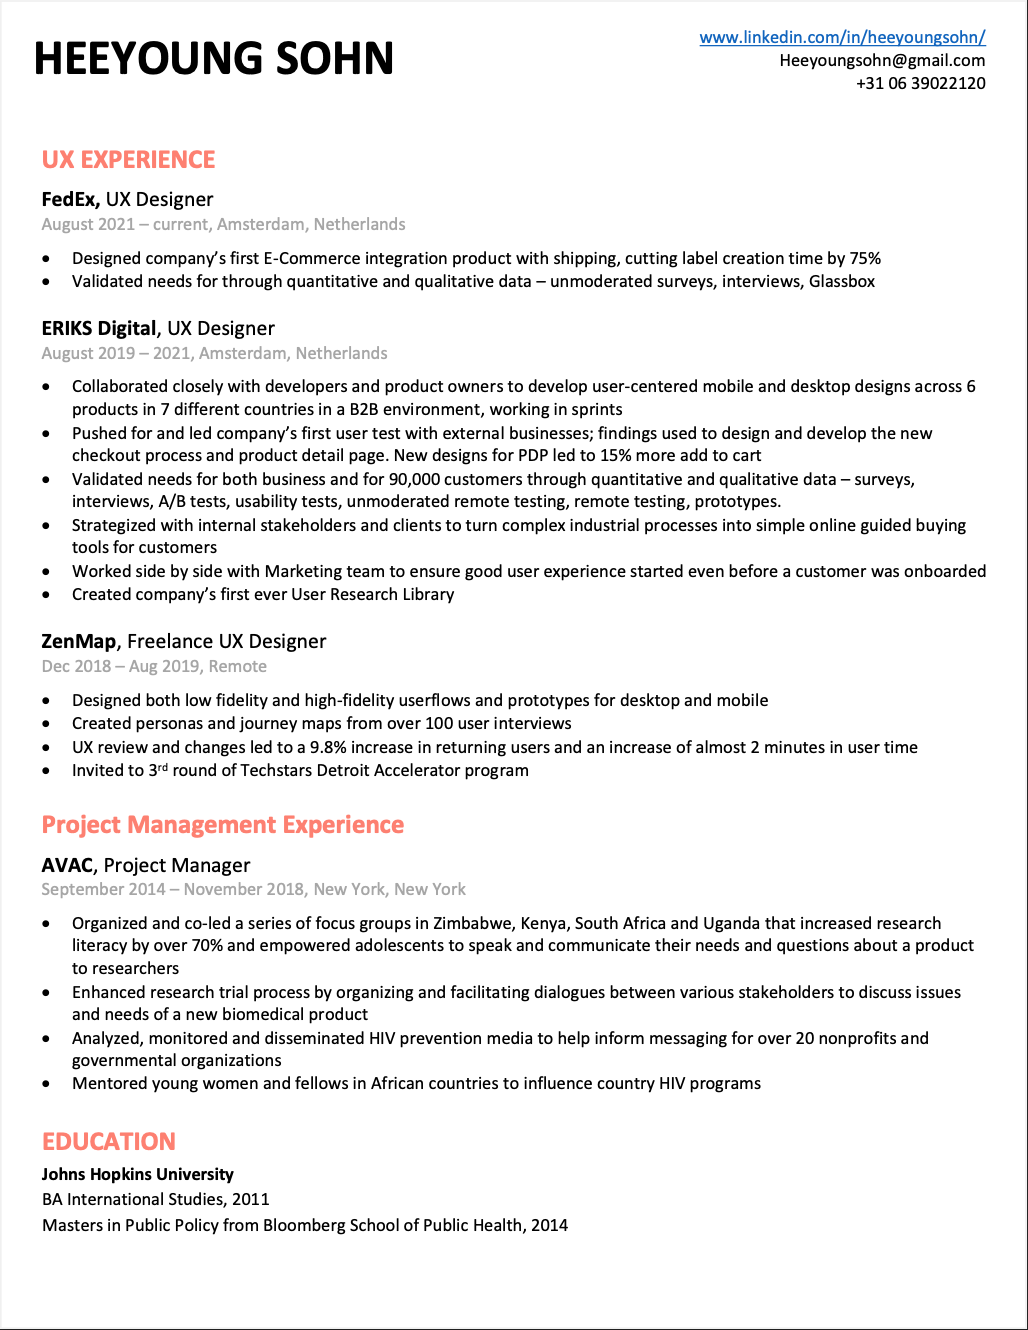 HEEYOUNG SOHN
www.linkedin.com/in/heeyoungsohn/
Heeyoungsohn@gmail.com
+31 06 39022120
UX EXPERIENCE
FedEx, UX Designer
August 2021 – current, Amsterdam, Netherlands
• Designed company’s first E-Commerce integration product with shipping, cutting label creation time by 75%
• Validated needs for through quantitative and qualitative data – unmoderated surveys, interviews, Glassbox
ERIKS Digital, UX Designer
August 2019 – 2021, Amsterdam, Netherlands
• Collaborated closely with developers and product owners to develop user-centered mobile and desktop designs across 6
products in 7 different countries in a B2B environment, working in sprints
• Pushed for and led company’s first user test with external businesses; findings used to design and develop the new
checkout process and product detail page. New designs for PDP led to 15% more add to cart
• Validated needs for both business and for 90,000 customers through quantitative and qualitative data – surveys,
interviews, A/B tests, usability tests, unmoderated remote testing, remote testing, prototypes.
• Strategized with internal stakeholders and clients to turn complex industrial processes into simple online guided buying
tools for customers
• Worked side by side with Marketing team to ensure good user experience started even before a customer was onboarded
• Created company’s first ever User Research Library
ZenMap, Freelance UX Designer
Dec 2018 – Aug 2019, Remote
• Designed both low fidelity and high-fidelity userflows and prototypes for desktop and mobile
• Created personas and journey maps from over 100 user interviews
• UX review and changes led to a 9.8% increase in returning users and an increase of almost 2 minutes in user time
• Invited to 3rd round of Techstars Detroit Accelerator program
Project Management Experience
AVAC, Project Manager
September 2014 – November 2018, New York, New York
• Organized and co-led a series of focus groups in Zimbabwe, Kenya, South Africa and Uganda that increased research
literacy by over 70% and empowered adolescents to speak and communicate their needs and questions about a product
to researchers
• Enhanced research trial process by organizing and facilitating dialogues between various stakeholders to discuss issues
and needs of a new biomedical product
• Analyzed, monitored and disseminated HIV prevention media to help inform messaging for over 20 nonprofits and
governmental organizations
• Mentored young women and fellows in African countries to influence country HIV programs
EDUCATION
Johns Hopkins University
BA International Studies, 2011
Masters in Public Policy from Bloomberg School of Public Health, 2014